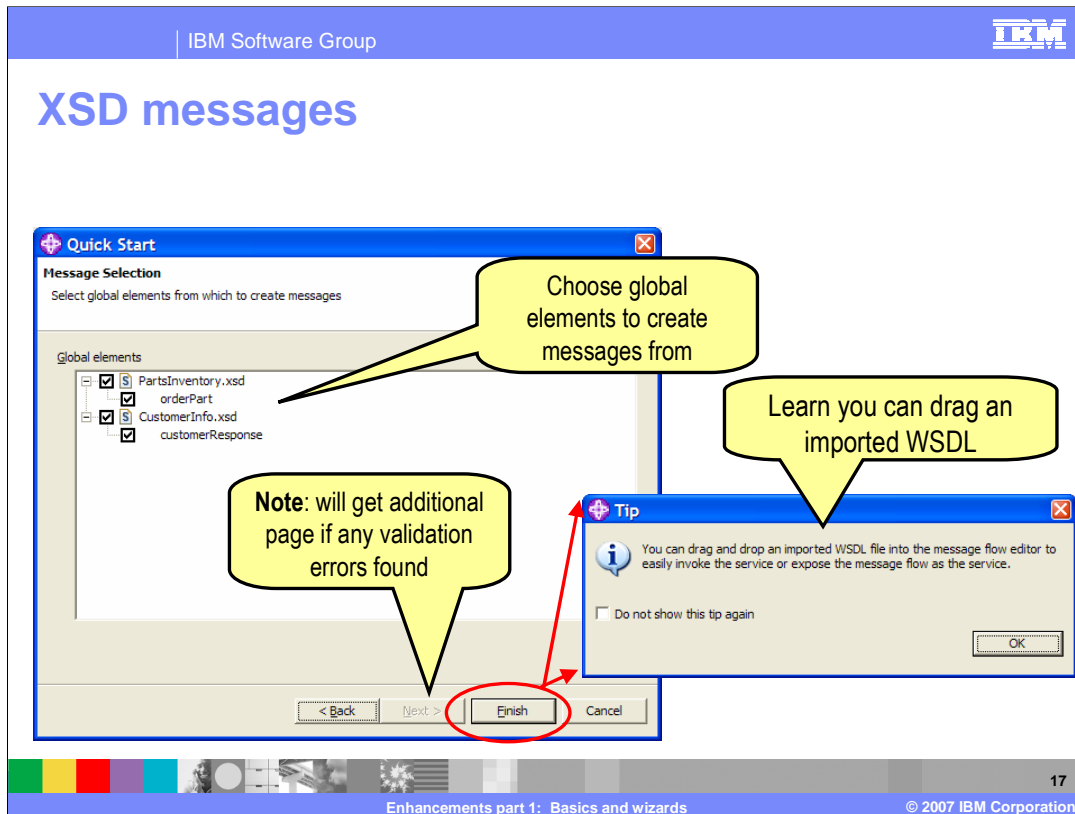 IBM Software Group
IBM
XSD messages
Quick Start
Message Selection
Select global elements from which to create messages
Choose global
elements to create
messages from
Global elements
PartsInventory.xsd
orderPart
CustomerInfo.xsd
customerResponse
Learn you can drag an
imported WSDL
Note: will get additional
page if any validation
errors found
Tip
You can drag and drop an imported WSDL file into the message flow editor to
easily invoke the service or expose the message flow as the service.
Do not show this tip again
OK
< Back
Next >
Finish
Cancel
17
Enhancements part 1: Basics and wizards
© 2007 IBM Corporation